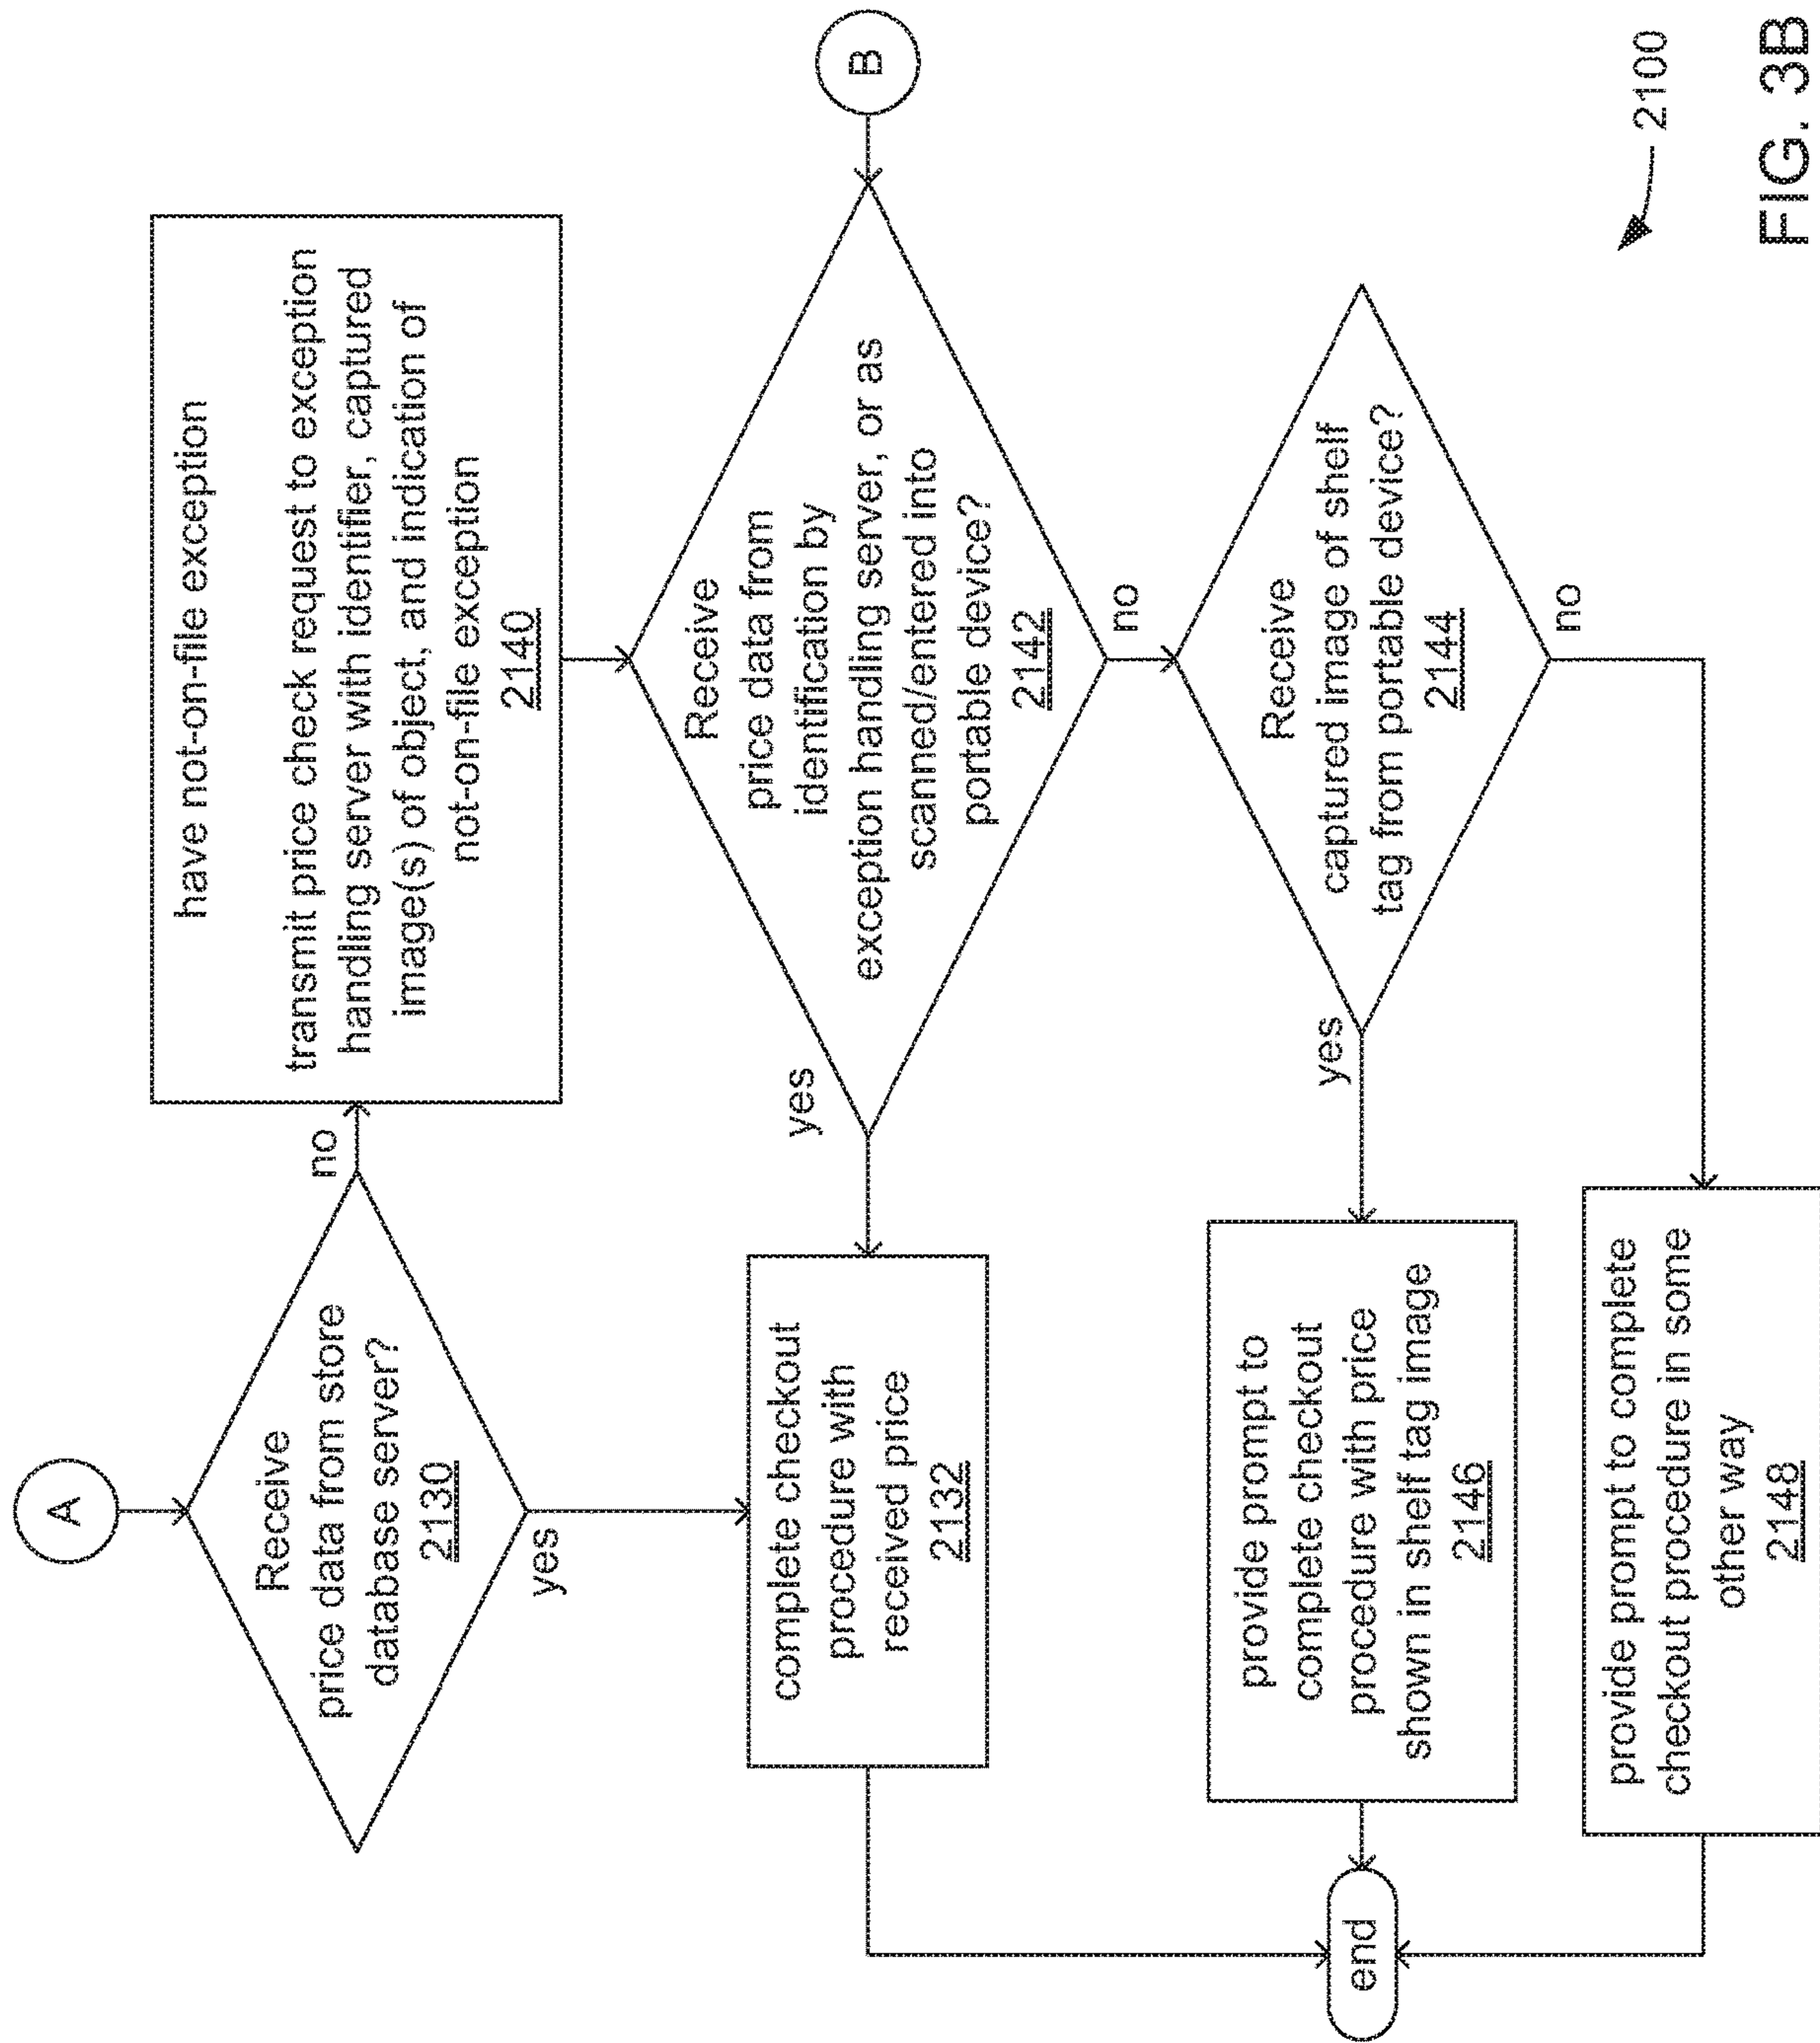 A
Receive
price data from store
database server?
2130
no
yes
have not-on-file exception
transmit price check request to exception
handling server with identifier, captured
image(s) of object, and indication of
not-on-file exception
2140
B
Receive
price data from
identification by
exception handling server, or as
scanned/entered into
portable device?
2142
yes
no
complete checkout
procedure with
received price
2132
Receive
captured image of shelf
tag from portable device?
2144
yes
no
provide prompt to
complete checkout
procedure with price
shown in shelf tag image
2146
provide prompt to complete
checkout procedure in some
other way
2148
end
2100
FIG. 3B